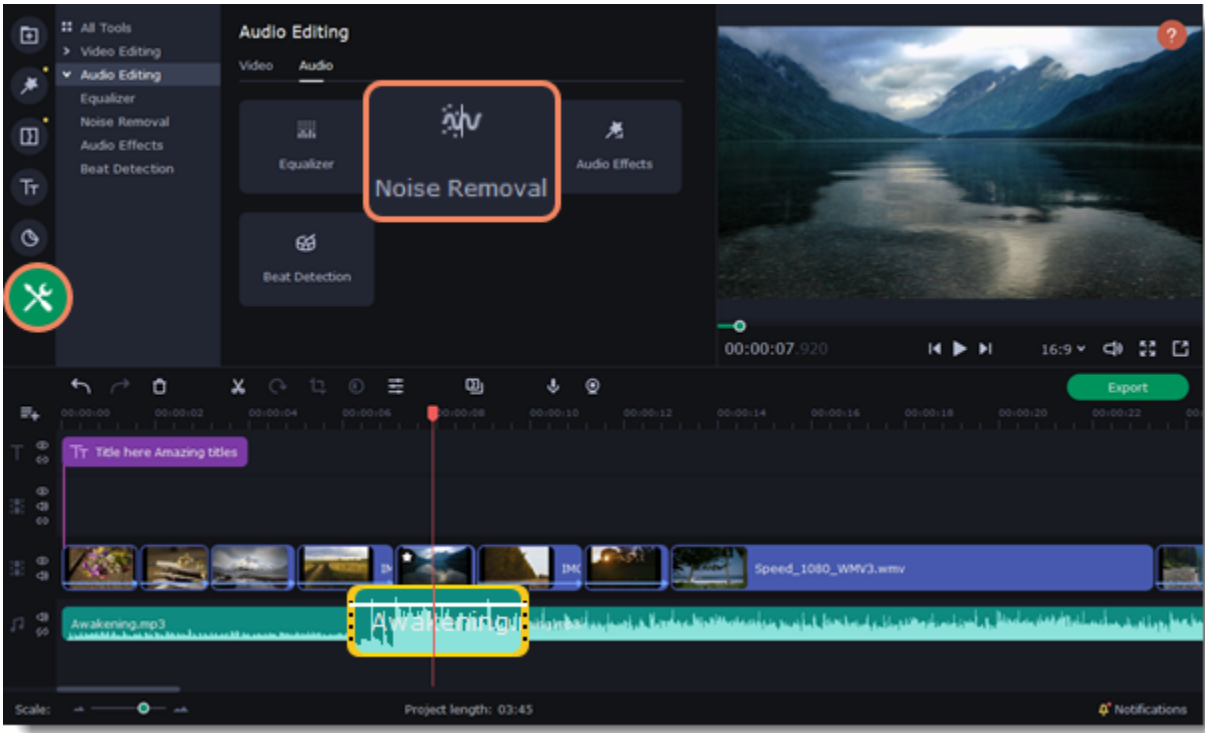 All Tools
Video Editing
Audio Editing
Equalizer
Noise Removal
Audio Effects
Beat Detection
Audio Editing
Video Audio
Equalizer
Noise Removal
Audio Effects
Beat Detection
?
00:00:07.920
16:9
Export
00:00:00 00:00:02 00:00:04 00:00:06 00:00:08 00:00:10 00:00:12 00:00:14 00:00:16 00:00:18 00:00:20 00:00:22
Title here Amazing titles
Speed_1080_WMV3.wmv
Awakening.mp3
Awakening
Scale:
Project length: 03:45
Notifications